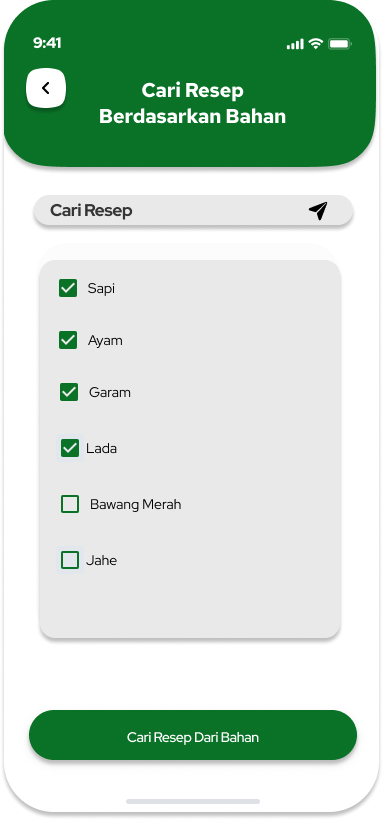 9:41
Cari Resep
Berdasarkan Bahan
Cari Resep
Sapi
Ayam
Garam
Lada
Bawang Merah
Jahe
Cari Resep Dari Bahan